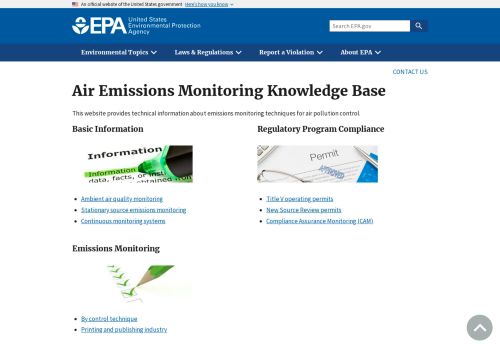 An official website of the United States government Here's how you know
EPA United States
Environmental Protection
Agency
Search EPA.gov
Environmental Topics Laws & Regulations Report a Violation About EPA
CONTACT US
Air Emissions Monitoring Knowledge Base
This website provides technical information about emissions monitoring techniques for air pollution control.
Basic Information
Information
Information
data, facts, or inst
obtained from
Ambient air quality monitoring
Stationary source emissions monitoring
Continuous monitoring systems
Regulatory Program Compliance
Permit
Title V operating permits
New Source Review permits
Compliance Assurance Monitoring (CAM)
Emissions Monitoring
By control technique
Printing and publishing industry